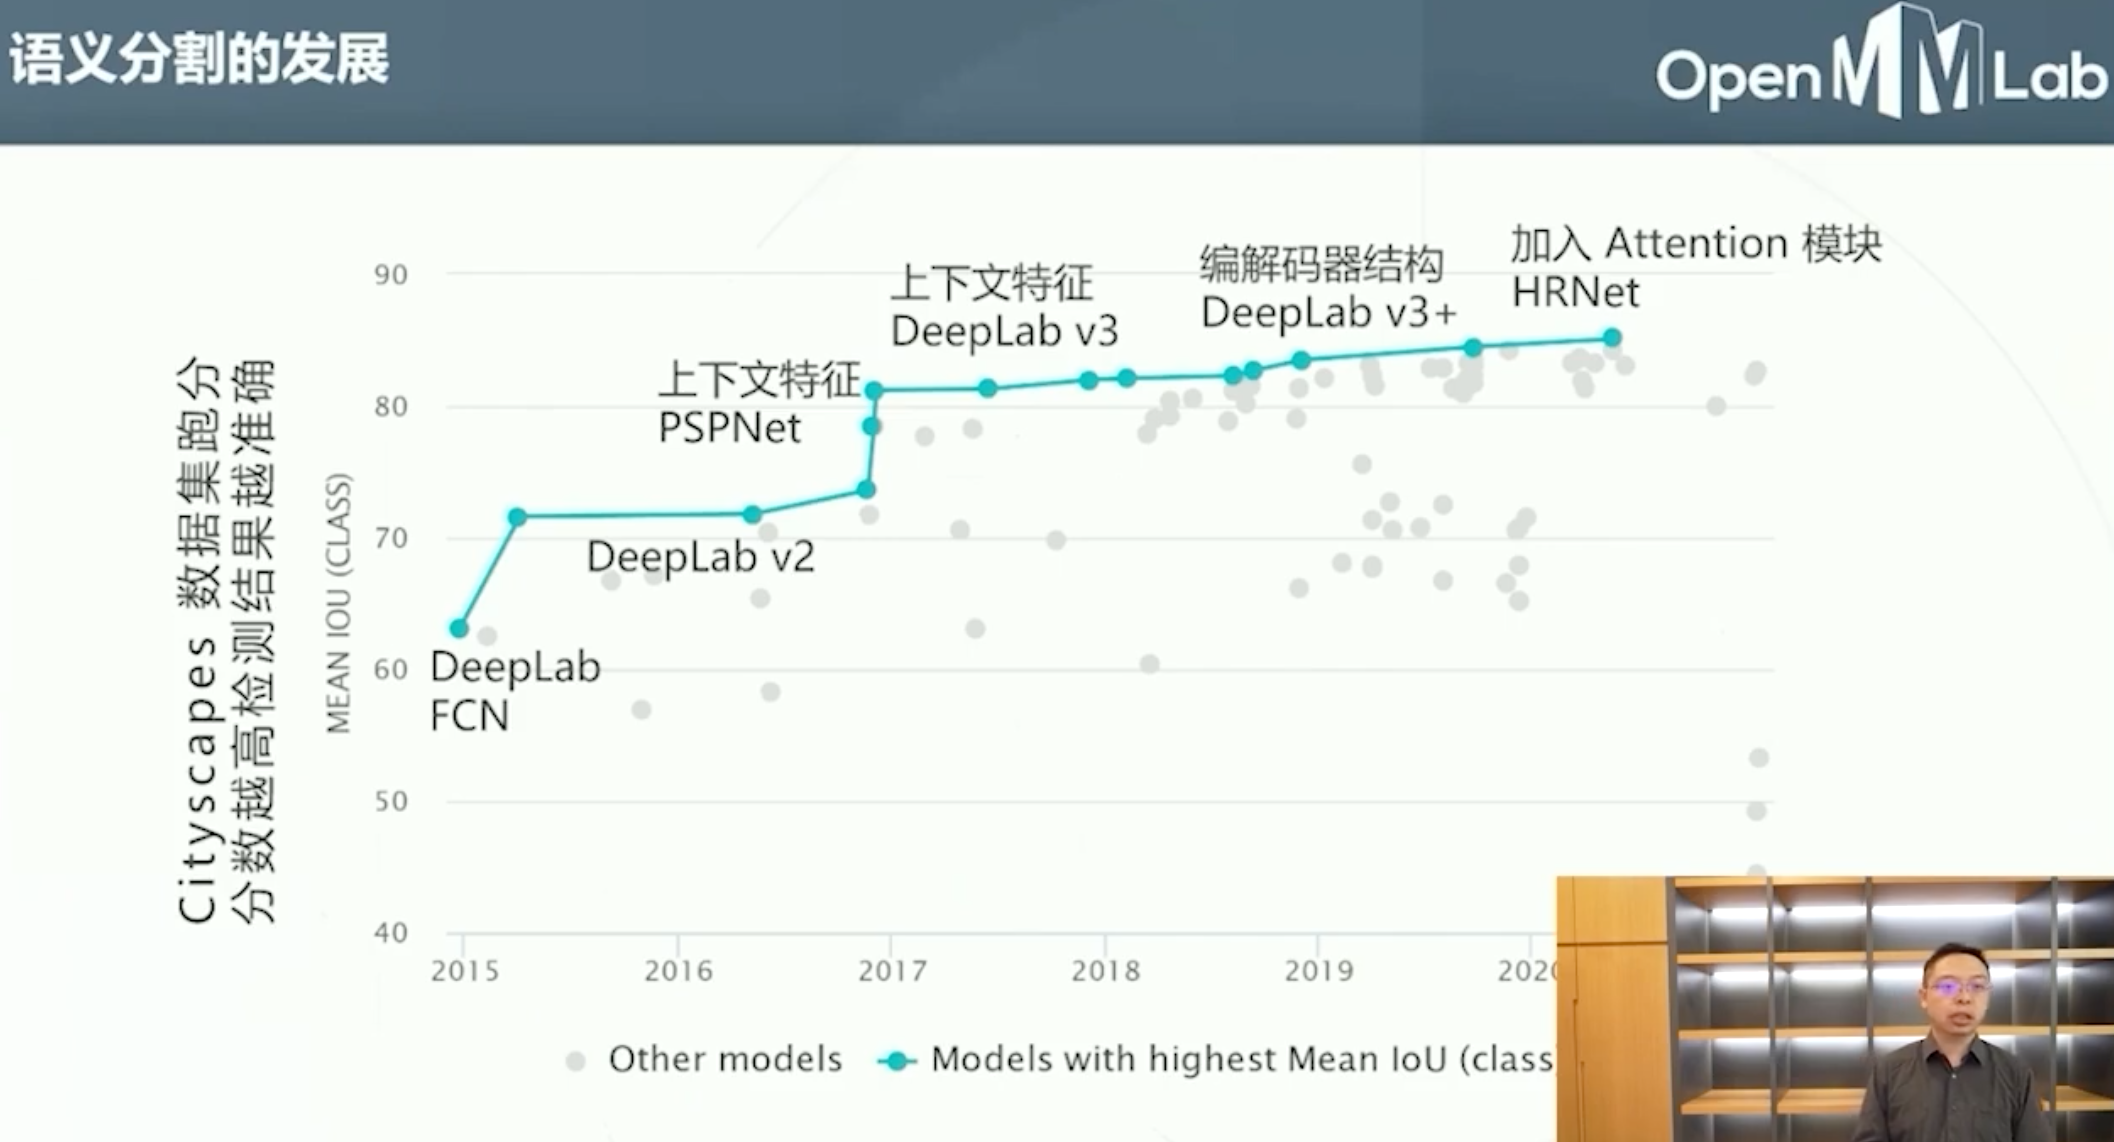 语义分割的发展
Open MM Lab
加入 Attention 模块
HRNet
编解码器结构
DeepLab v3+
上下文特征
DeepLab v3
上下文特征
PSPNet
DeepLab v2
DeepLab
FCN
Cityscapes 数据集跑分
分数越高检测结果越准确
MEAN IOU (CLASS)
90
80
70
60
50
40
2015
2016
2017
2018
2019
2020
Other models
Models with highest Mean IoU (class